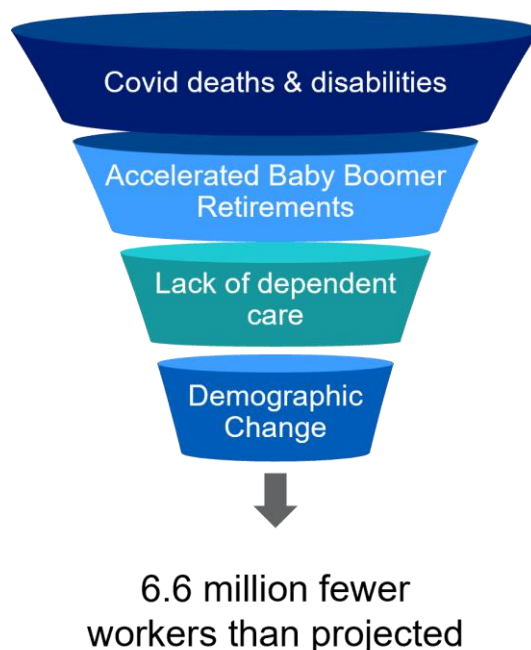 Covid deaths & disabilities
Accelerated Baby Boomer
Retirements
Lack of dependent
care
Demographic
Change
6.6 million fewer
workers than projected